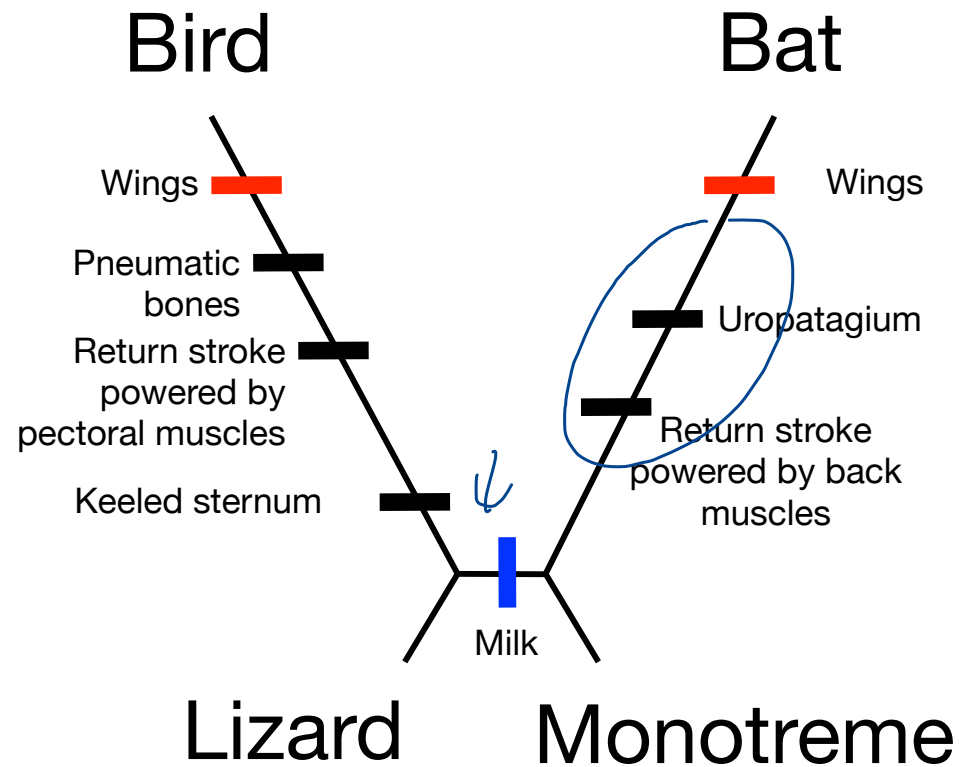 Bird
Bat
Wings
Wings
Pneumatic
bones
Uropatagium
Return stroke
powered by
pectoral muscles
Return stroke
powered by back
muscles
Keeled sternum
Milk
Lizard
Monotreme